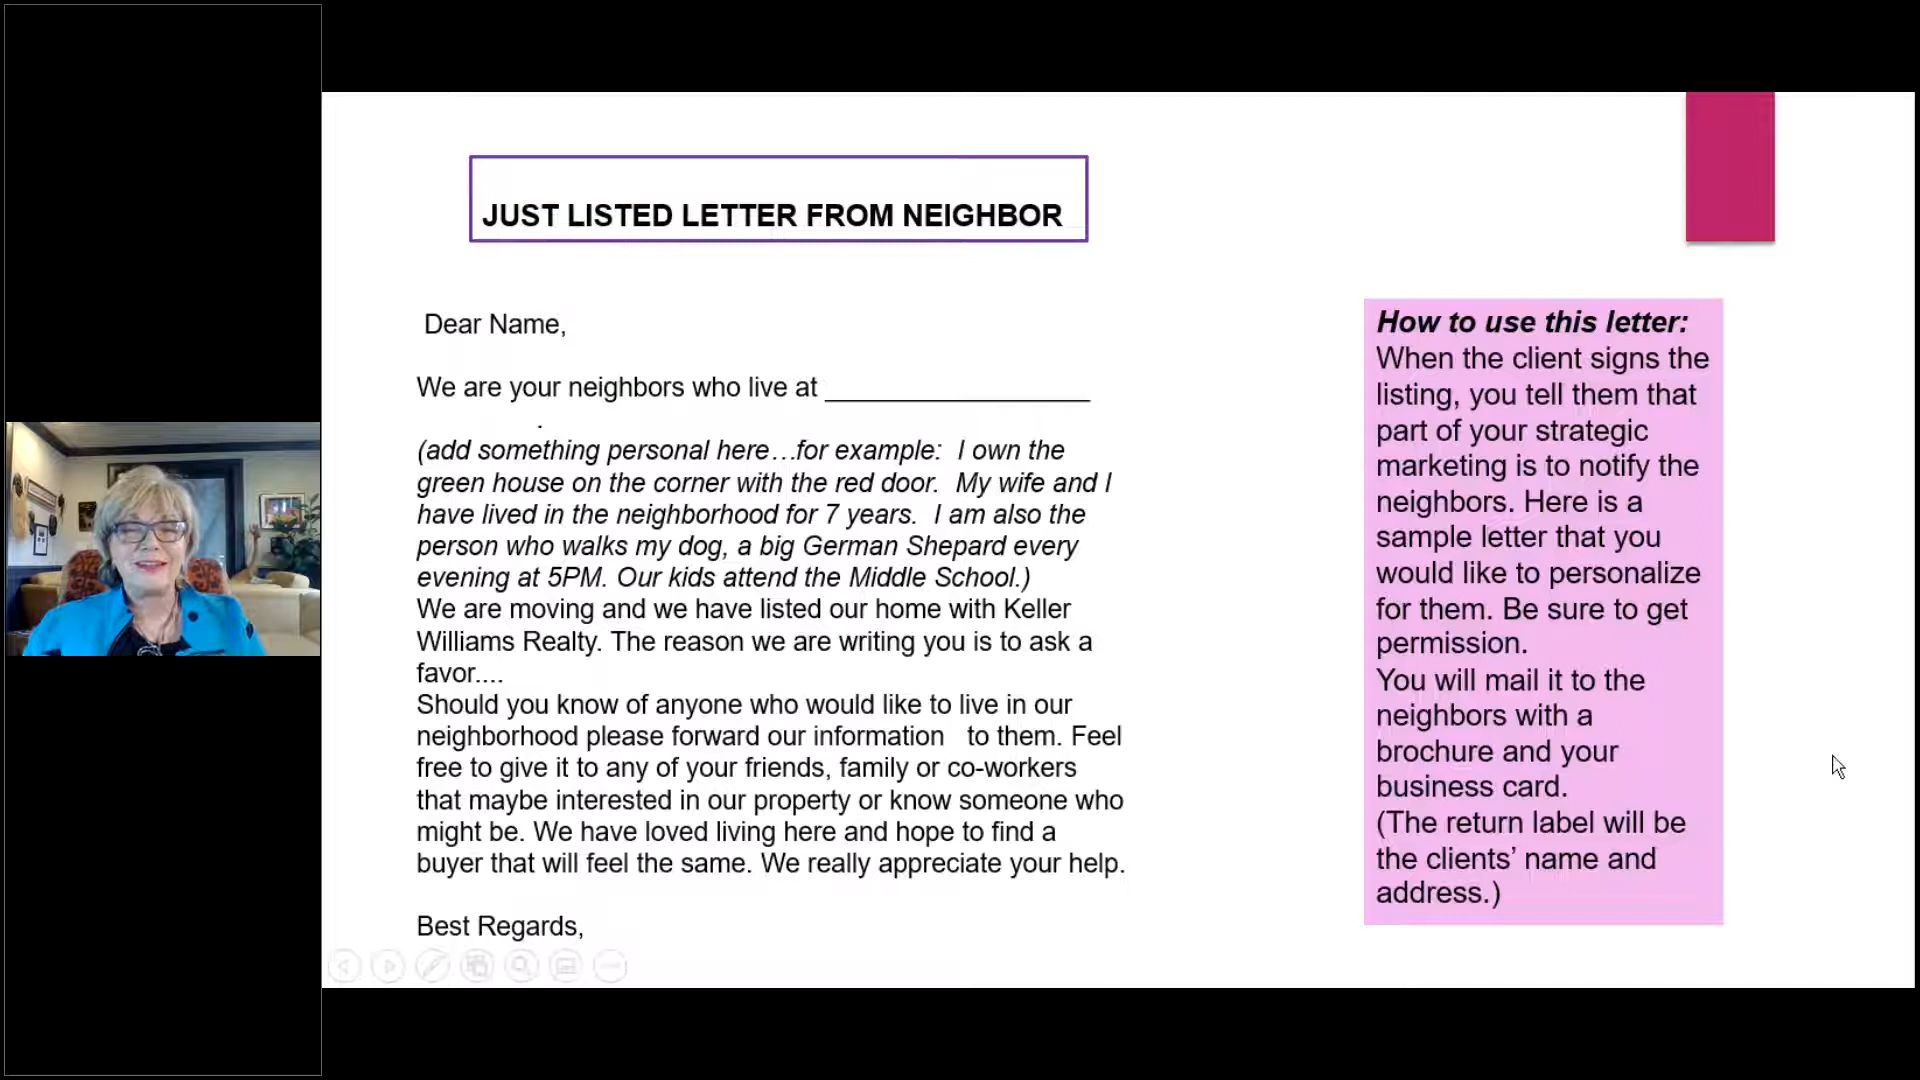 JUST LISTED LETTER FROM NEIGHBOR
Dear Name,
We are your neighbors who live at __________________
.
(add something personal here…for example:  I own the
green house on the corner with the red door.  My wife and I
have lived in the neighborhood for 7 years.  I am also the
person who walks my dog, a big German Shepard every
evening at 5PM. Our kids attend the Middle School.)
We are moving and we have listed our home with Keller
Williams Realty. The reason we are writing you is to ask a
favor....
Should you know of anyone who would like to live in our
neighborhood please forward our information   to them. Feel
free to give it to any of your friends, family or co-workers
that maybe interested in our property or know someone who
might be. We have loved living here and hope to find a
buyer that will feel the same. We really appreciate your help.
Best Regards,
How to use this letter:
When the client signs the
listing, you tell them that
part of your strategic
marketing is to notify the
neighbors. Here is a
sample letter that you
would like to personalize
for them. Be sure to get
permission.
You will mail it to the
neighbors with a
brochure and your
business card.
(The return label will be
the clients’ name and
address.)